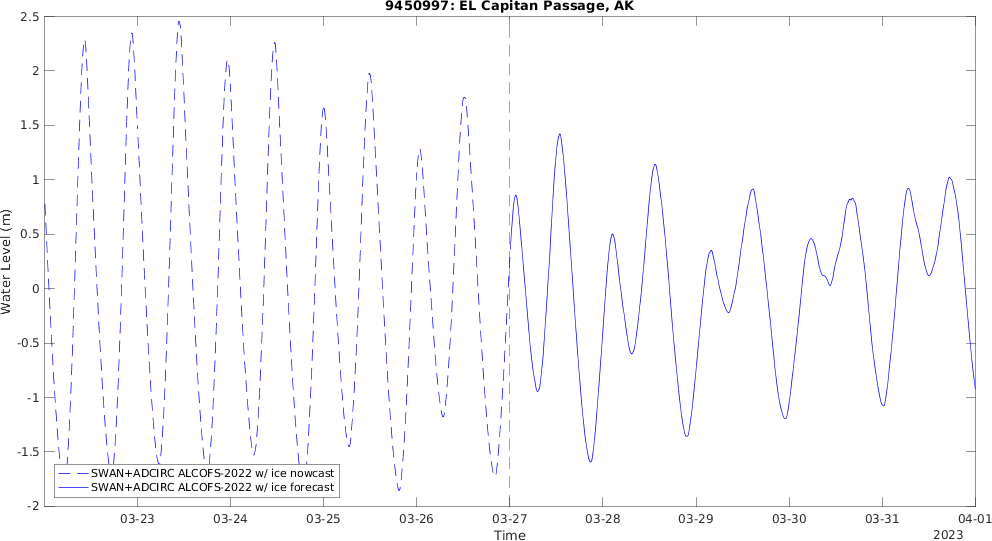 9450997: EL Capitan Passage, AK
Water Level (m)
2.5
2
1.5
1
0.5
0
-0.5
-1
-1.5
-2
SWAN+ADCIRC ALCOFS-2022 w/ ice nowcast
SWAN+ADCIRC ALCOFS-2022 w/ ice forecast
03-23 03-24 03-25 03-26 03-27 03-28 03-29 03-30 03-31 04-01
Time
2023